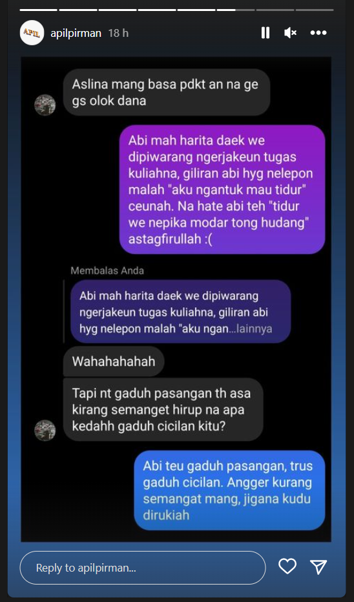 APIL
apilpirman 18 h
Aslina mang basa pdkt an na ge
gs olok dana
Abi mah harita daek we
dipiwarang ngerjakeun tugas
kuliahna, giliran abi hyg nelepon
malah "aku ngantuk mau tidur"
ceunah. Na hate abi teh "tidur
we nepika modar tong hudang"
astagfirullah :(
Membalas Anda
Abi mah harita daek we dipiwarang
ngerjakeun tugas kuliahna, giliran abi
hyg nelepon malah "aku ngan...lainnya
Wahahahahah
Tapi nt gaduh pasangan th asa
kirang semanget hirup na apa
kedahh gaduh cicilan kitu?
Abi teu gaduh pasangan, trus
gaduh cicilan. Angger kurang
semangat mang, jigana kudu
dirukiah
Reply to apilpirman...